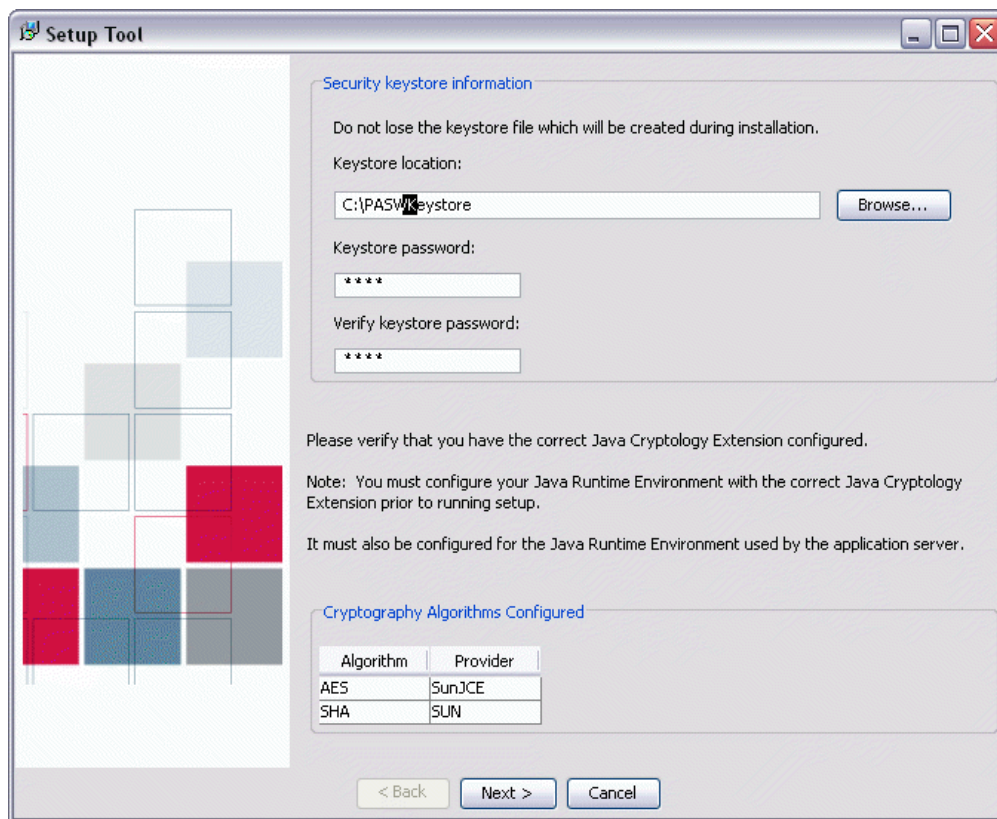 Setup Tool
Security keystore information
Do not lose the keystore file which will be created during installation.
Keystore location:
C:\PASWKeystore
Browse...
Keystore password:
****
Verify keystore password:
****
Please verify that you have the correct Java Cryptology Extension configured.
Note: You must configure your Java Runtime Environment with the correct Java Cryptology
Extension prior to running setup.
It must also be configured for the Java Runtime Environment used by the application server.
Cryptography Algorithms Configured
Algorithm Provider
AES SunJCE
SHA SUN
< Back Next > Cancel